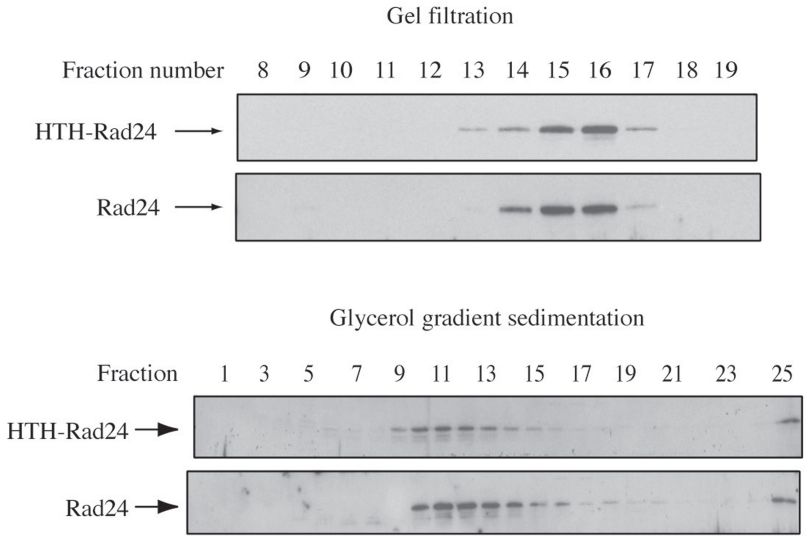 Gel filtration
Fraction number 8 9 10 11 12 13 14 15 16 17 18 19
HTH-Rad24
Rad24
Glycerol gradient sedimentation
Fraction 1 3 5 7 9 11 13 15 17 19 21 23 25
HTH-Rad24
Rad24